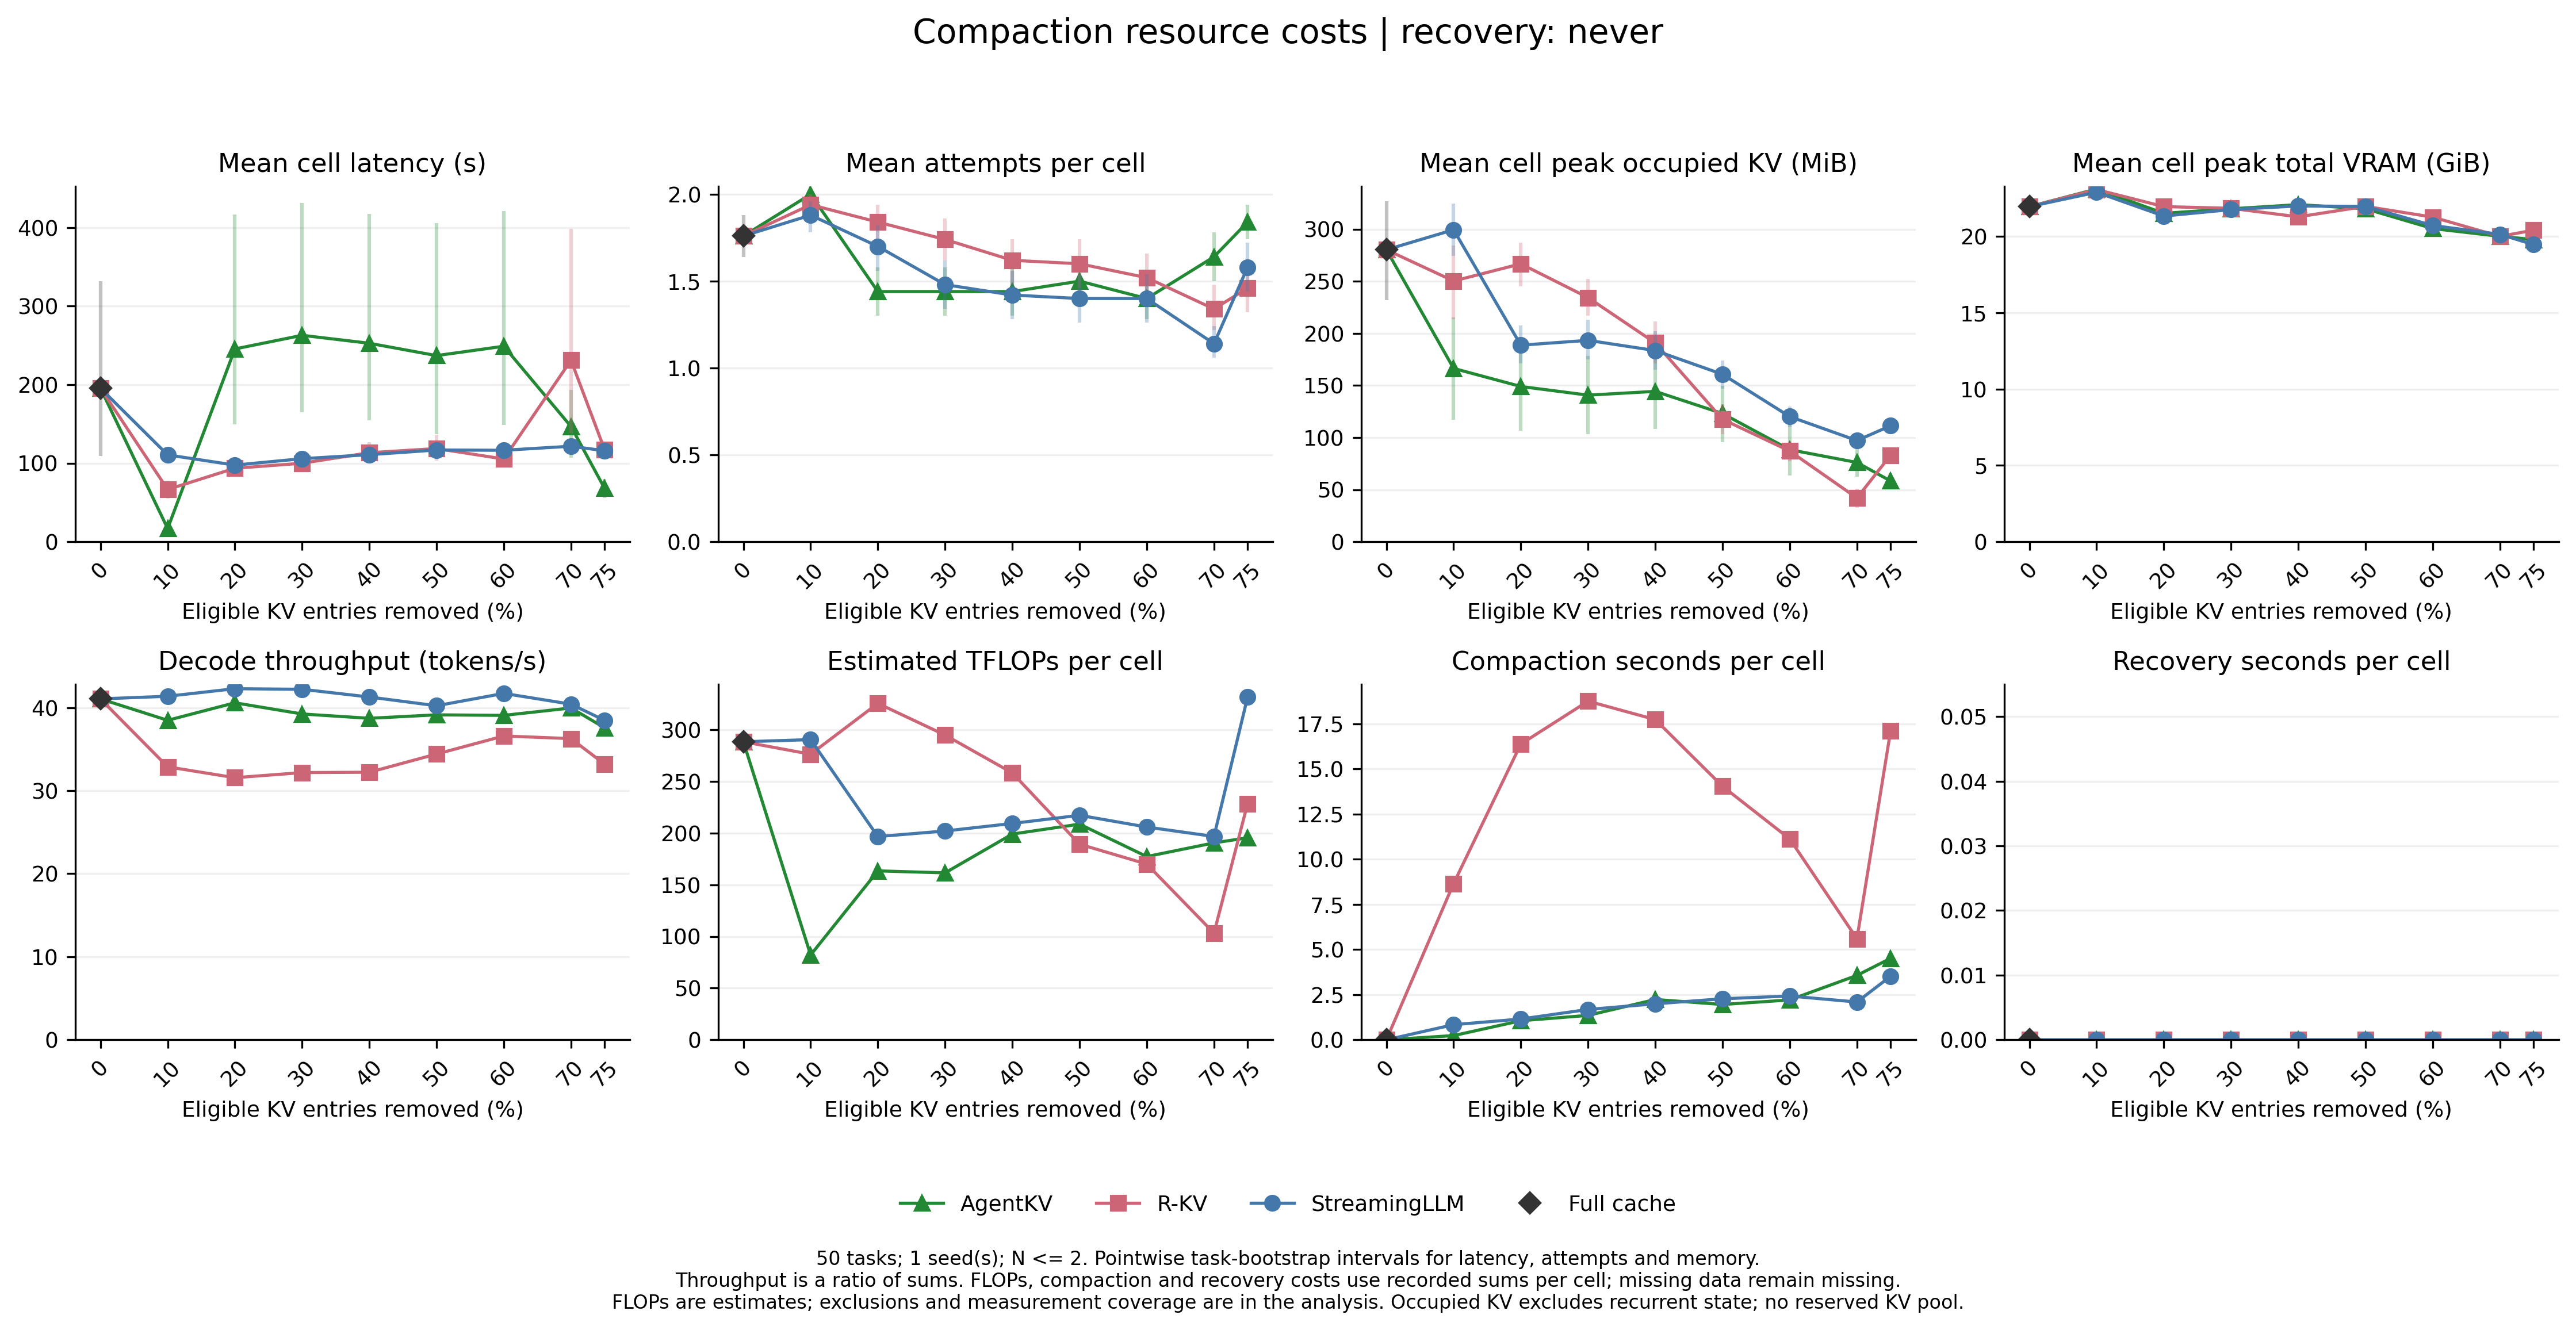 Compaction resource costs | recovery: never
Mean cell latency (s)
400
300
200
100
0
0 10 20 30 40 50 60 70 75
Eligible KV entries removed (%)
Mean attempts per cell
2.0
1.5
1.0
0.5
0.0
0 10 20 30 40 50 60 70 75
Eligible KV entries removed (%)
Mean cell peak occupied KV (MiB)
300
250
200
150
100
50
0
0 10 20 30 40 50 60 70 75
Eligible KV entries removed (%)
Mean cell peak total VRAM (GiB)
20
15
10
5
0
0 10 20 30 40 50 60 70 75
Eligible KV entries removed (%)
Decode throughput (tokens/s)
40
30
20
10
0
0 10 20 30 40 50 60 70 75
Eligible KV entries removed (%)
Estimated TFLOPs per cell
300
250
200
150
100
50
0
0 10 20 30 40 50 60 70 75
Eligible KV entries removed (%)
Compaction seconds per cell
17.5
15.0
12.5
10.0
7.5
5.0
2.5
0.0
0 10 20 30 40 50 60 70 75
Eligible KV entries removed (%)
Recovery seconds per cell
0.05
0.04
0.03
0.02
0.01
0.00
0 10 20 30 40 50 60 70 75
Eligible KV entries removed (%)
AgentKV R-KV StreamingLLM Full cache
50 tasks; 1 seed(s); N <= 2. Pointwise task-bootstrap intervals for latency, attempts and memory.
Throughput is a ratio of sums. FLOPs, compaction and recovery costs use recorded sums per cell; missing data remain missing.
FLOPs are estimates; exclusions and measurement coverage are in the analysis. Occupied KV excludes recurrent state; no reserved KV pool.